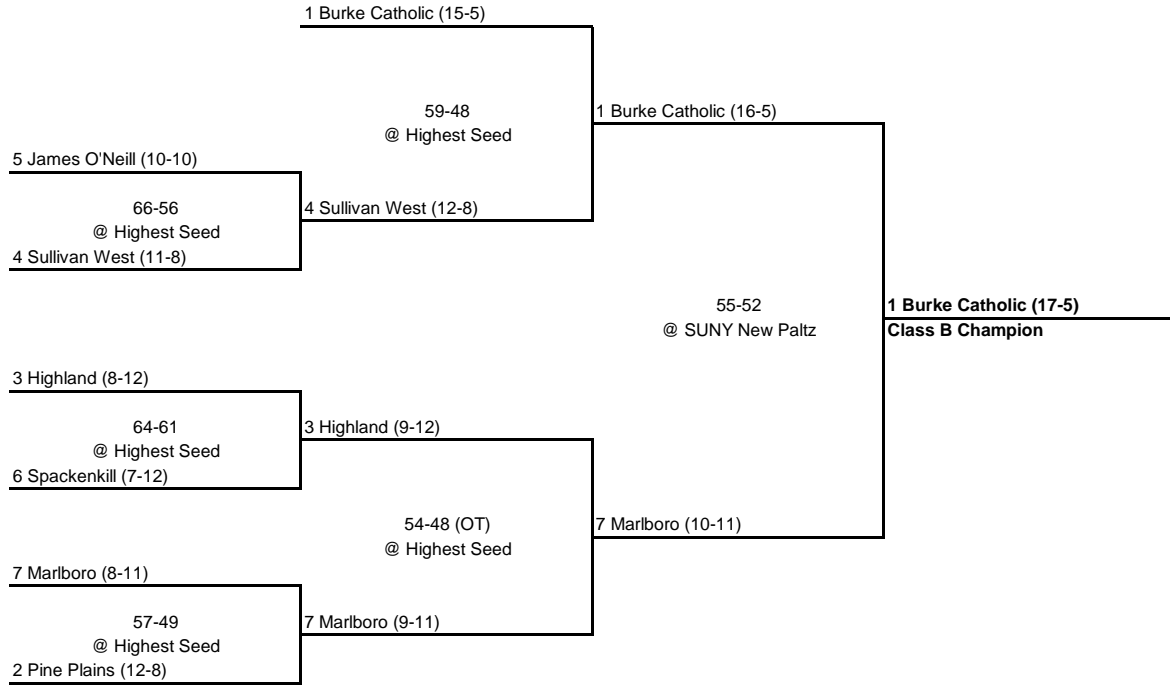 1 Burke Catholic (15-5)
59-48
@ Highest Seed
1 Burke Catholic (16-5)
5 James O'Neill (10-10)
66-56
@ Highest Seed
4 Sullivan West (12-8)
4 Sullivan West (11-8)
55-52
@ SUNY New Paltz
1 Burke Catholic (17-5)
Class B Champion
3 Highland (8-12)
64-61
@ Highest Seed
3 Highland (9-12)
6 Spackenkill (7-12)
54-48 (OT)
@ Highest Seed
7 Marlboro (10-11)
7 Marlboro (8-11)
57-49
@ Highest Seed
7 Marlboro (9-11)
2 Pine Plains (12-8)